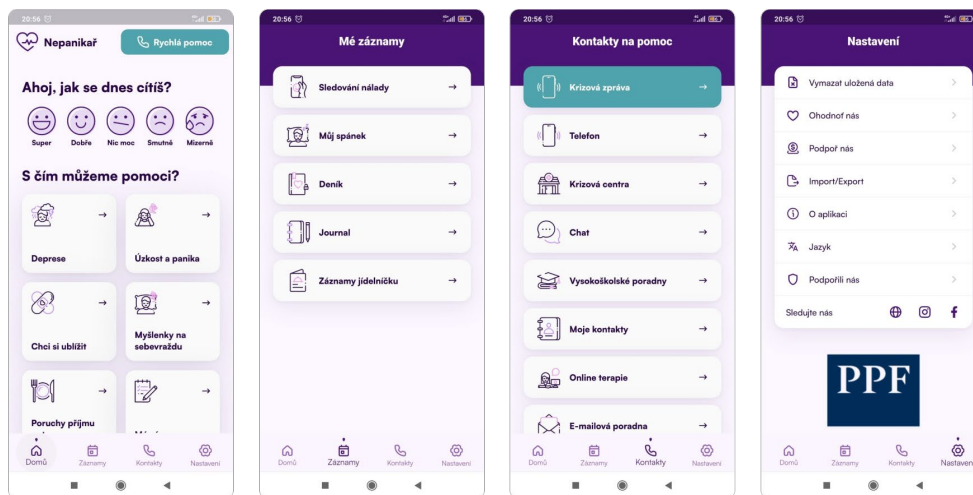 20:56
Nepanikař
Rychlá pomoc
Ahoj, jak se dnes cítíš?
Super Dobře Nic moc Smutně Mizerně
S čím můžeme pomoci?
Deprese
Úzkost a panika
Chci si ublížit
Myšlenky na
sebevraždu
Poruchy příjmu
Domů Záznamy Kontakty Nastavení
20:56
Mé záznamy
Sledování nálady
Můj spánek
Deník
Journal
Záznamy jídelníčku
Domů Záznamy Kontakty Nastavení
20:56
Kontakty na pomoc
Krizová zpráva
Telefon
Krizová centra
Chat
Vysokoškolské poradny
Moje kontakty
Online terapie
E-mailová poradna
Domů Záznamy Kontakty Nastavení
20:56
Nastavení
Vymazat uložená data
Ohodnoť nás
Podpoř nás
Import/Export
O aplikaci
Jazyk
Podpořili nás
Sledujte nás
PPF
Domů Záznamy Kontakty Nastavení